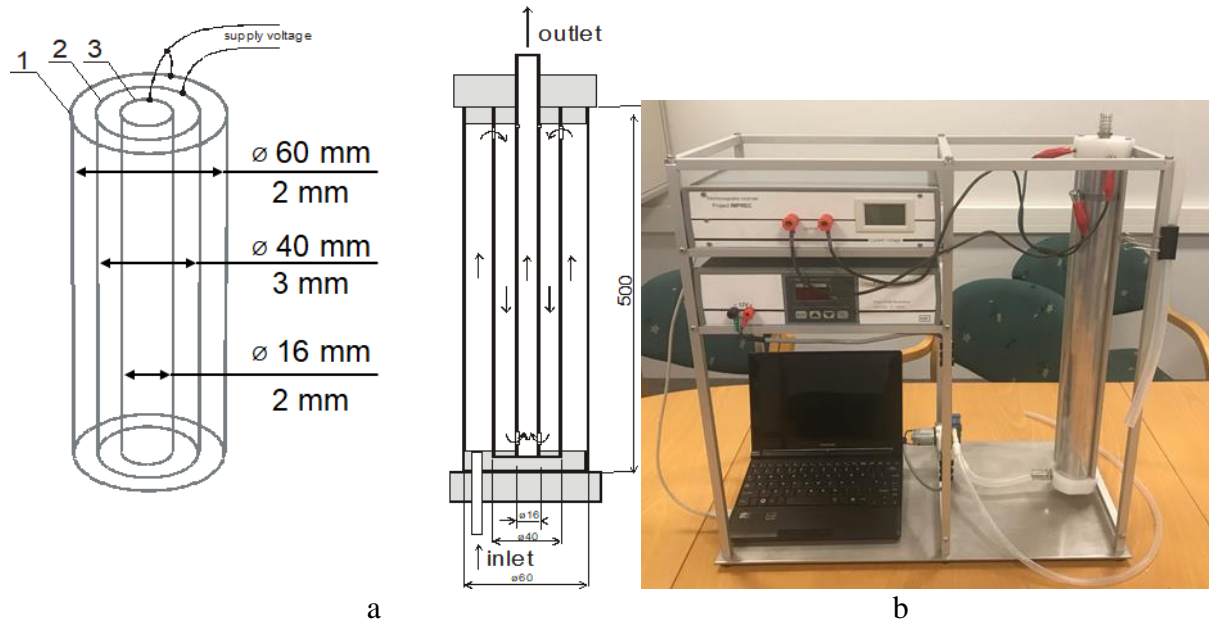 supply voltage
1
2
3
ø 60 mm
2 mm
ø 40 mm
3 mm
ø 16 mm
2 mm
outlet
500
ø16
ø40
inlet
ø60
Project IMPREC
a
b